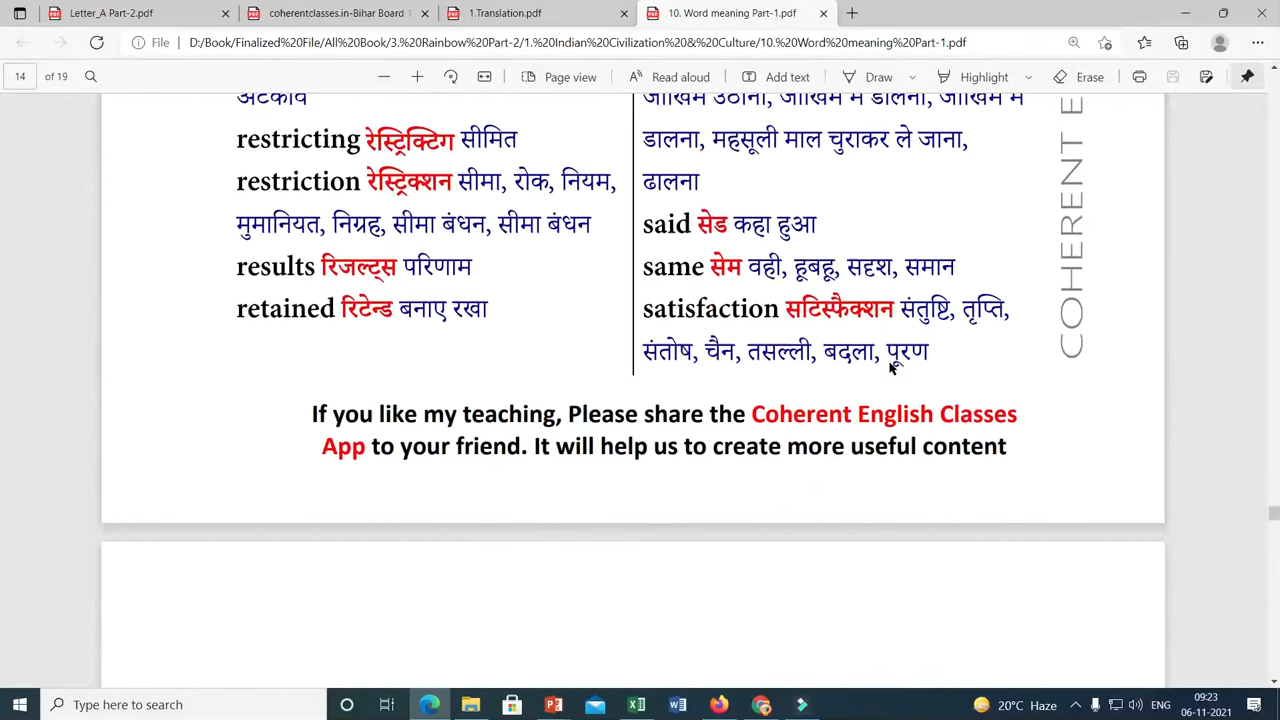 Letter_A Part-2.pdf
coherentclasses.in-Bihar Board 1
1.Translation.pdf
10. Word meaning Part-1.pdf
File
D:/Book/Finalized%20File/All%20Book/3.%20Rainbow%20Part-2/1.%20Indian%20Civilization%20&%20Culture/10.%20Word%20meaning%20Part-1.pdf
14 of 19
Page view
Read aloud
Add text
Draw
Highlight
Erase
अटकाव
restricting रेस्ट्रिक्टिग सीमित
restriction रेस्ट्रिक्शन सीमा, रोक, नियम,
मुमानियत, निग्रह, सीमा बंधन, सीमा बंधन
results रिजल्ट्स परिणाम
retained रिटेन्ड बनाए रखा
जोखिम उठाना, जोखिम में डालना, जोखिम में
डालना, महसूली माल चुराकर ले जाना,
ढालना
said सेड कहा हुआ
same सेम वही, हूबहू, सदृश, समान
satisfaction सटिस्फैक्शन संतुष्टि, तृप्ति,
संतोष, चैन, तसल्ली, बदला, पूरण
COHERENT E
If you like my teaching, Please share the Coherent English Classes
App to your friend. It will help us to create more useful content
Type here to search
20°C Haze
ENG
09:23
06-11-2021